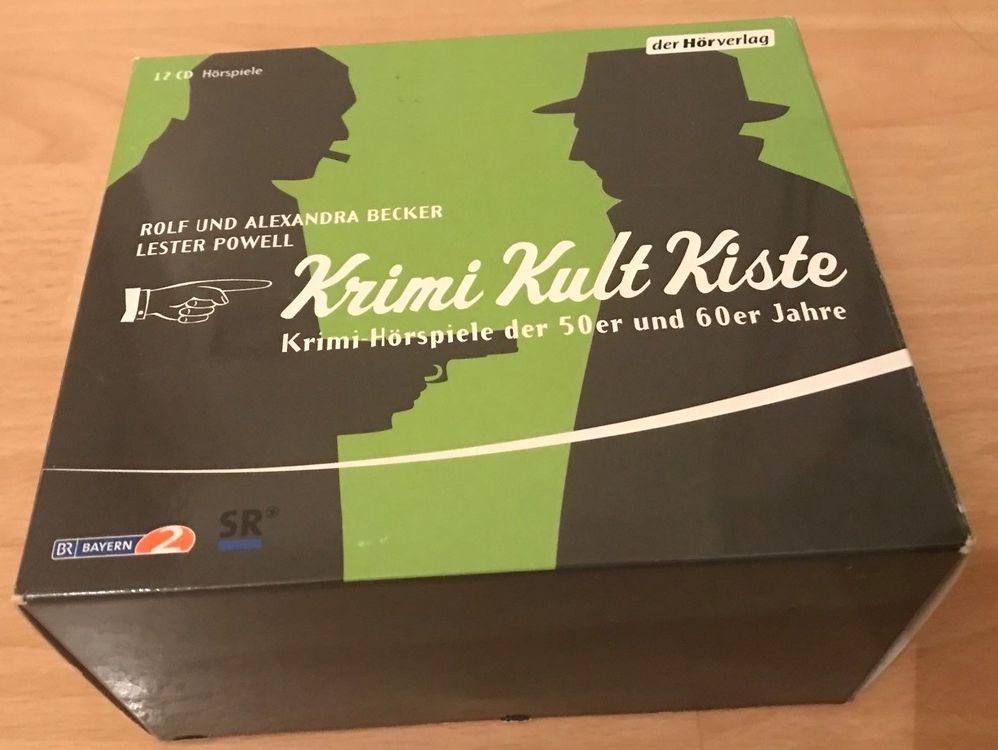 der Hörverlag
12 CD Hörspiele
ROLF UND ALEXANDRA BECKER
LESTER POWELL
Krimi Kult Kiste
Krimi-Hörspiele der 50er und 60er Jahre
BR BAYERN 2
SR